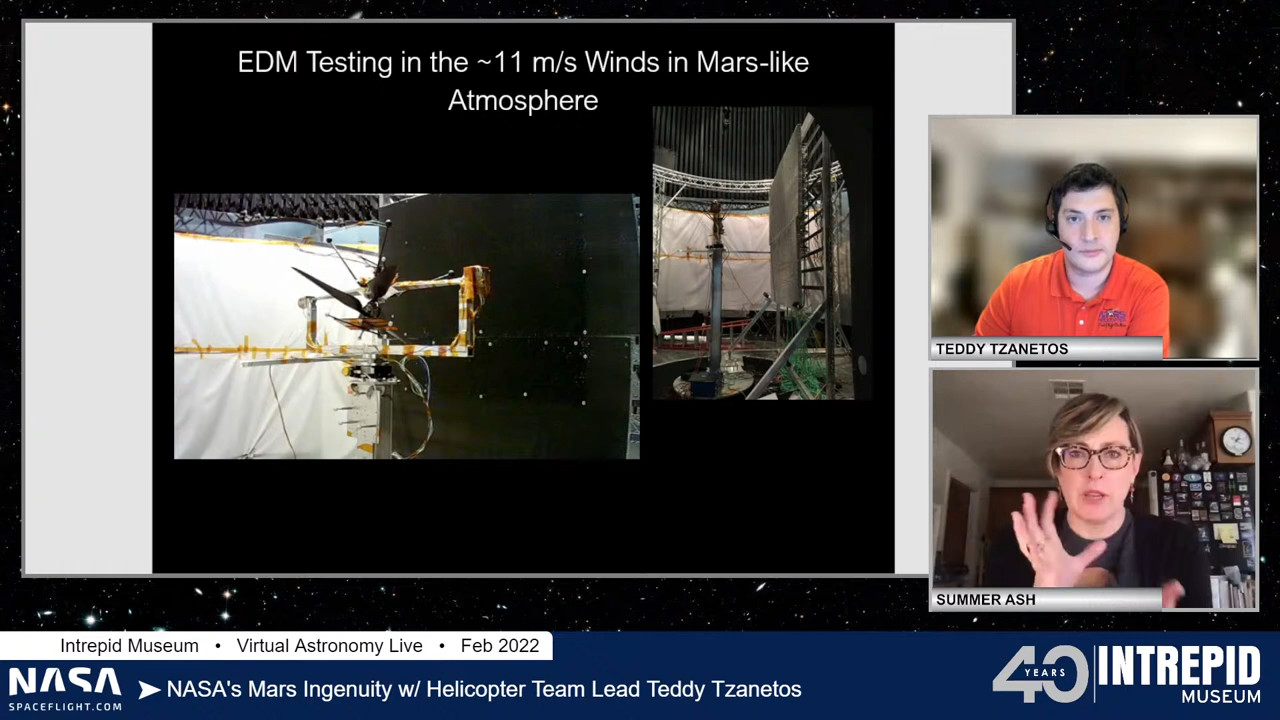 EDM Testing in the ~11 m/s Winds in Mars-like
Atmosphere
TEDDY TZANETOS
SUMMER ASH
Intrepid Museum • Virtual Astronomy Live • Feb 2022
NASA
SPACEFLIGHT.COM
NASA's Mars Ingenuity w/ Helicopter Team Lead Teddy Tzanetos
40
YEARS
INTREPID
MUSEUM